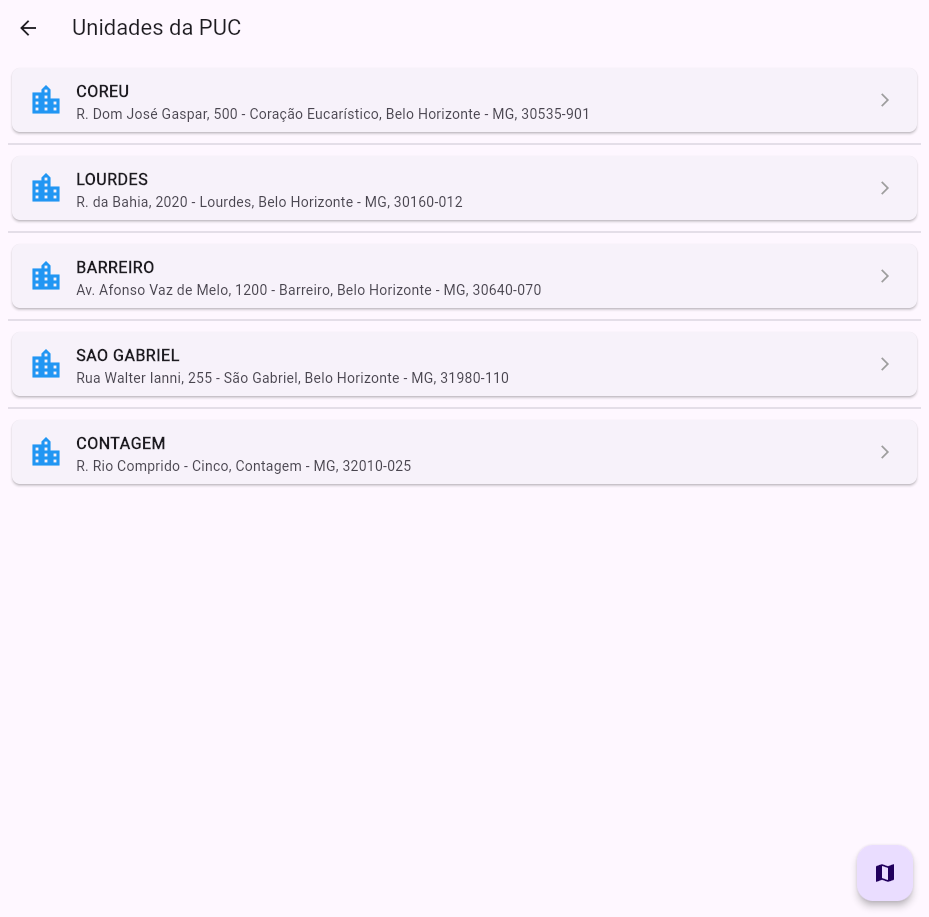 Unidades da PUC
COREU
R. Dom José Gaspar, 500 - Coração Eucarístico, Belo Horizonte - MG, 30535-901
LOURDES
R. da Bahia, 2020 - Lourdes, Belo Horizonte - MG, 30160-012
BARREIRO
Av. Afonso Vaz de Melo, 1200 - Barreiro, Belo Horizonte - MG, 30640-070
SAO GABRIEL
Rua Walter Ianni, 255 - São Gabriel, Belo Horizonte - MG, 31980-110
CONTAGEM
R. Rio Comprido - Cinco, Contagem - MG, 32010-025